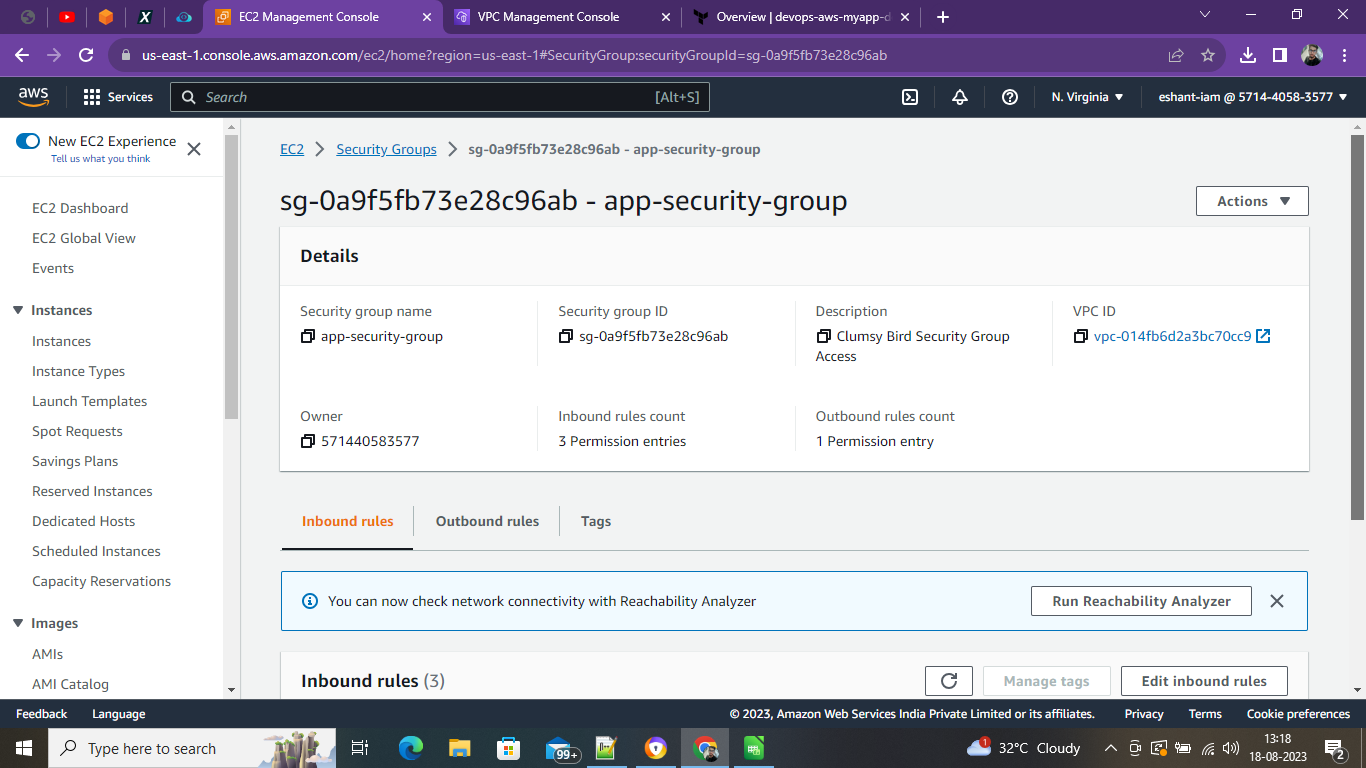 EC2 Management Console
VPC Management Console
Overview | devops-aws-myapp-d
us-east-1.console.aws.amazon.com/ec2/home?region=us-east-1#SecurityGroup:securityGroupId=sg-0a9f5fb73e28c96ab
aws
Services
Search
[Alt+S]
N. Virginia
eshant-iam @ 5714-4058-3577
New EC2 Experience
Tell us what you think
EC2 Dashboard
EC2 Global View
Events
Instances
Instances
Instance Types
Launch Templates
Spot Requests
Savings Plans
Reserved Instances
Dedicated Hosts
Scheduled Instances
Capacity Reservations
Images
AMIs
AMI Catalog
EC2 > Security Groups > sg-0a9f5fb73e28c96ab - app-security-group
sg-0a9f5fb73e28c96ab - app-security-group
Actions
Details
Security group name
app-security-group
Security group ID
sg-0a9f5fb73e28c96ab
Description
Clumsy Bird Security Group
Access
VPC ID
vpc-014fb6d2a3bc70cc9
Owner
571440583577
Inbound rules count
3 Permission entries
Outbound rules count
1 Permission entry
Inbound rules
Outbound rules
Tags
You can now check network connectivity with Reachability Analyzer
Run Reachability Analyzer
Inbound rules (3)
Manage tags
Edit inbound rules
Feedback
Language
© 2023, Amazon Web Services India Private Limited or its affiliates.
Privacy
Terms
Cookie preferences
Type here to search
99+
1
32°C Cloudy
13:18
18-08-2023
2